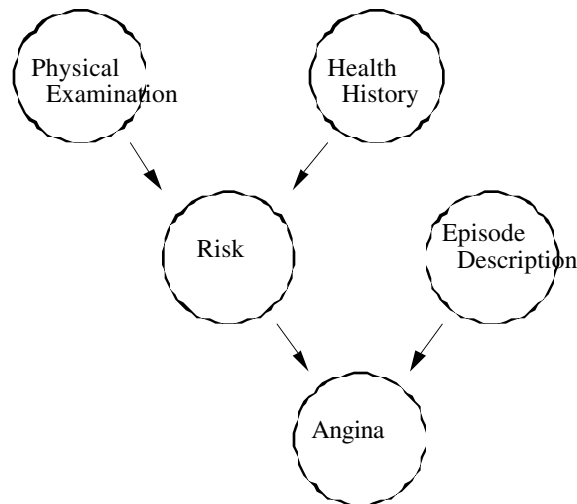 Physical
Examination
Health
History
Risk
Episode
Description
Angina